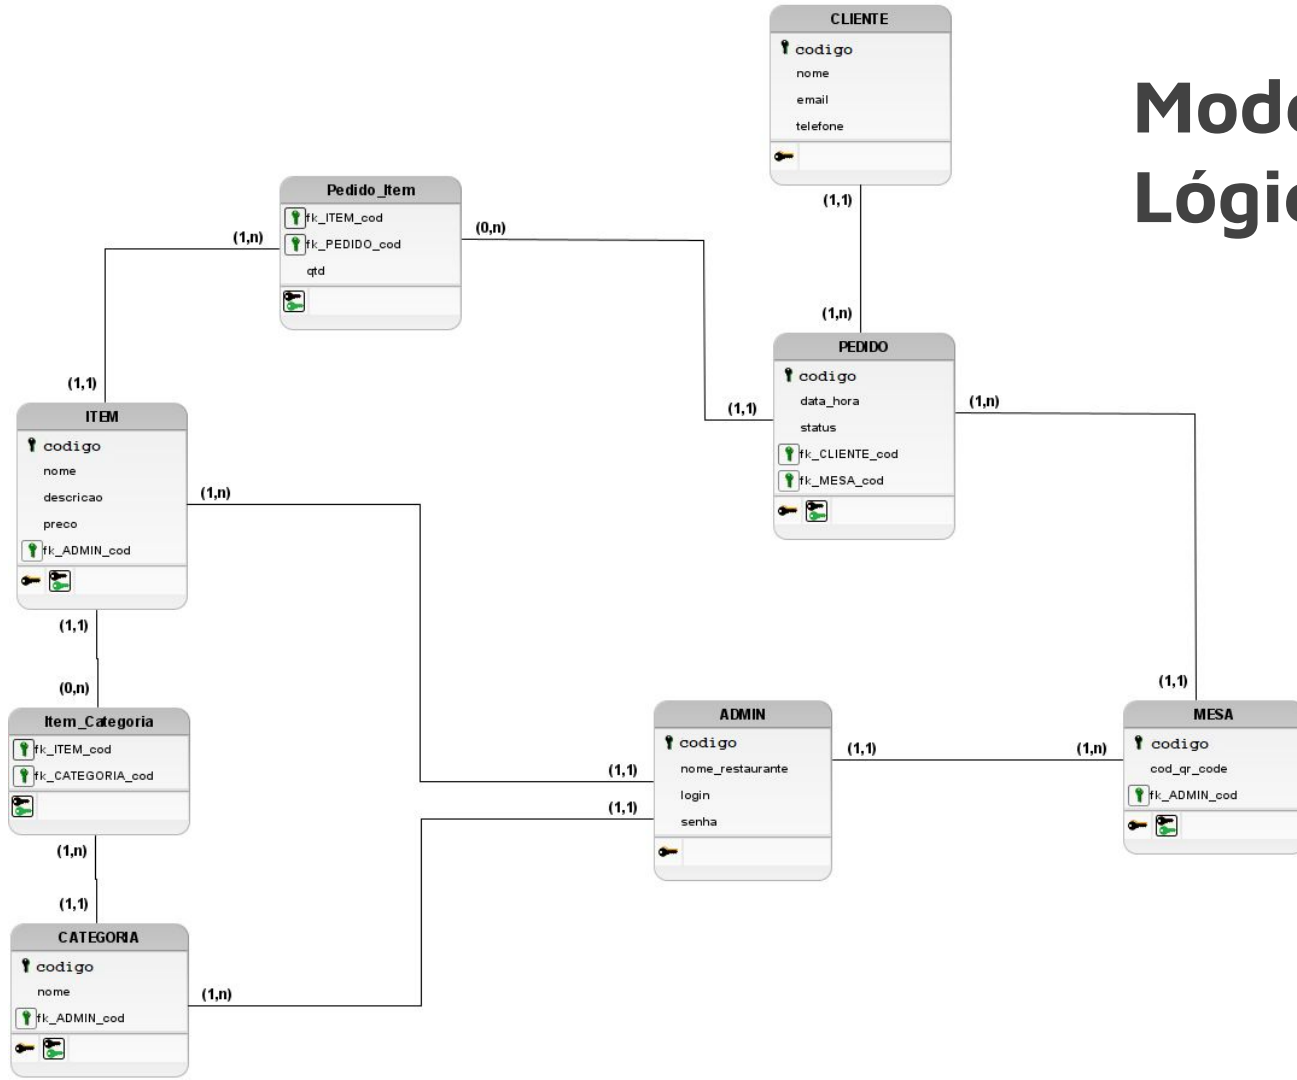 CLIENTE
codigo
nome
email
telefone
(1,1)
Pedido_Item
fk_ITEM_cod
fk_PEDIDO_cod
qtd
(1,n)
(0,n)
(1,n)
PEDIDO
codigo
data_hora
status
fk_CLIENTE_cod
fk_MESA_cod
(1,1)
(1,n)
(1,1)
ITEM
codigo
nome
descricao
preco
fk_ADMIN_cod
(1,n)
(1,1)
(0,n)
Item_Categoria
fk_ITEM_cod
fk_CATEGORIA_cod
(1,n)
(1,1)
CATEGORIA
codigo
nome
fk_ADMIN_cod
(1,n)
ADMIN
codigo
nome_restaurante
login
senha
(1,1)
(1,1)
(1,1)
(1,n)
(1,1)
MESA
codigo
cod_qr_code
fk_ADMIN_cod